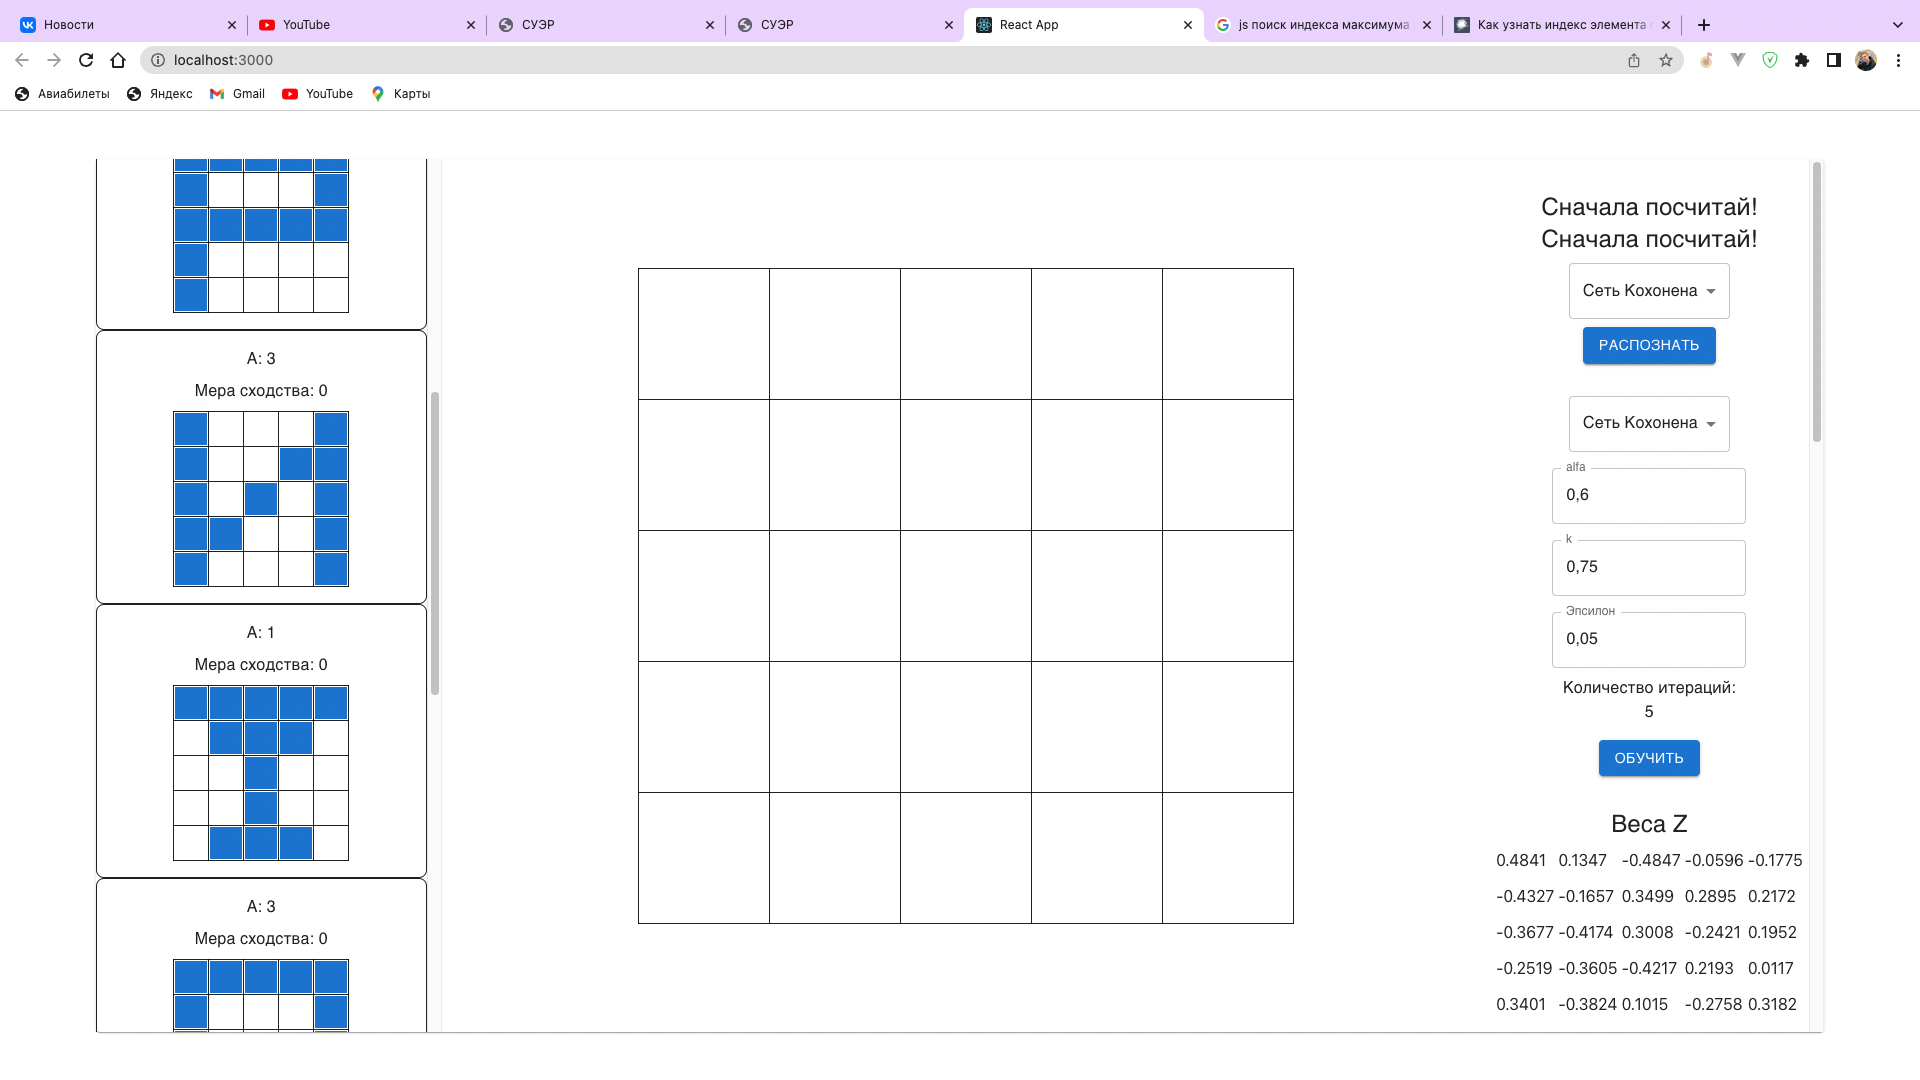 Новости
YouTube
СУЭР
СУЭР
React App
js поиск индекса максимума
Как узнать индекс элемента
localhost:3000
Авиабилеты
Яндекс
Gmail
YouTube
Карты
А: 3
Мера сходства: 0
А: 1
Мера сходства: 0
А: 3
Мера сходства: 0
Сначала посчитай!
Сначала посчитай!
Сеть Кохонена
РАСПОЗНАТЬ
Сеть Кохонена
alfa
0,6
k
0,75
Эпсилон
0,05
Количество итераций:
5
ОБУЧИТЬ
Веса Z
0.4841 0.1347 -0.4847 -0.0596 -0.1775
-0.4327 -0.1657 0.3499 0.2895 0.2172
-0.3677 -0.4174 0.3008 -0.2421 0.1952
-0.2519 -0.3605 -0.4217 0.2193 0.0117
0.3401 -0.3824 0.1015 -0.2758 0.3182